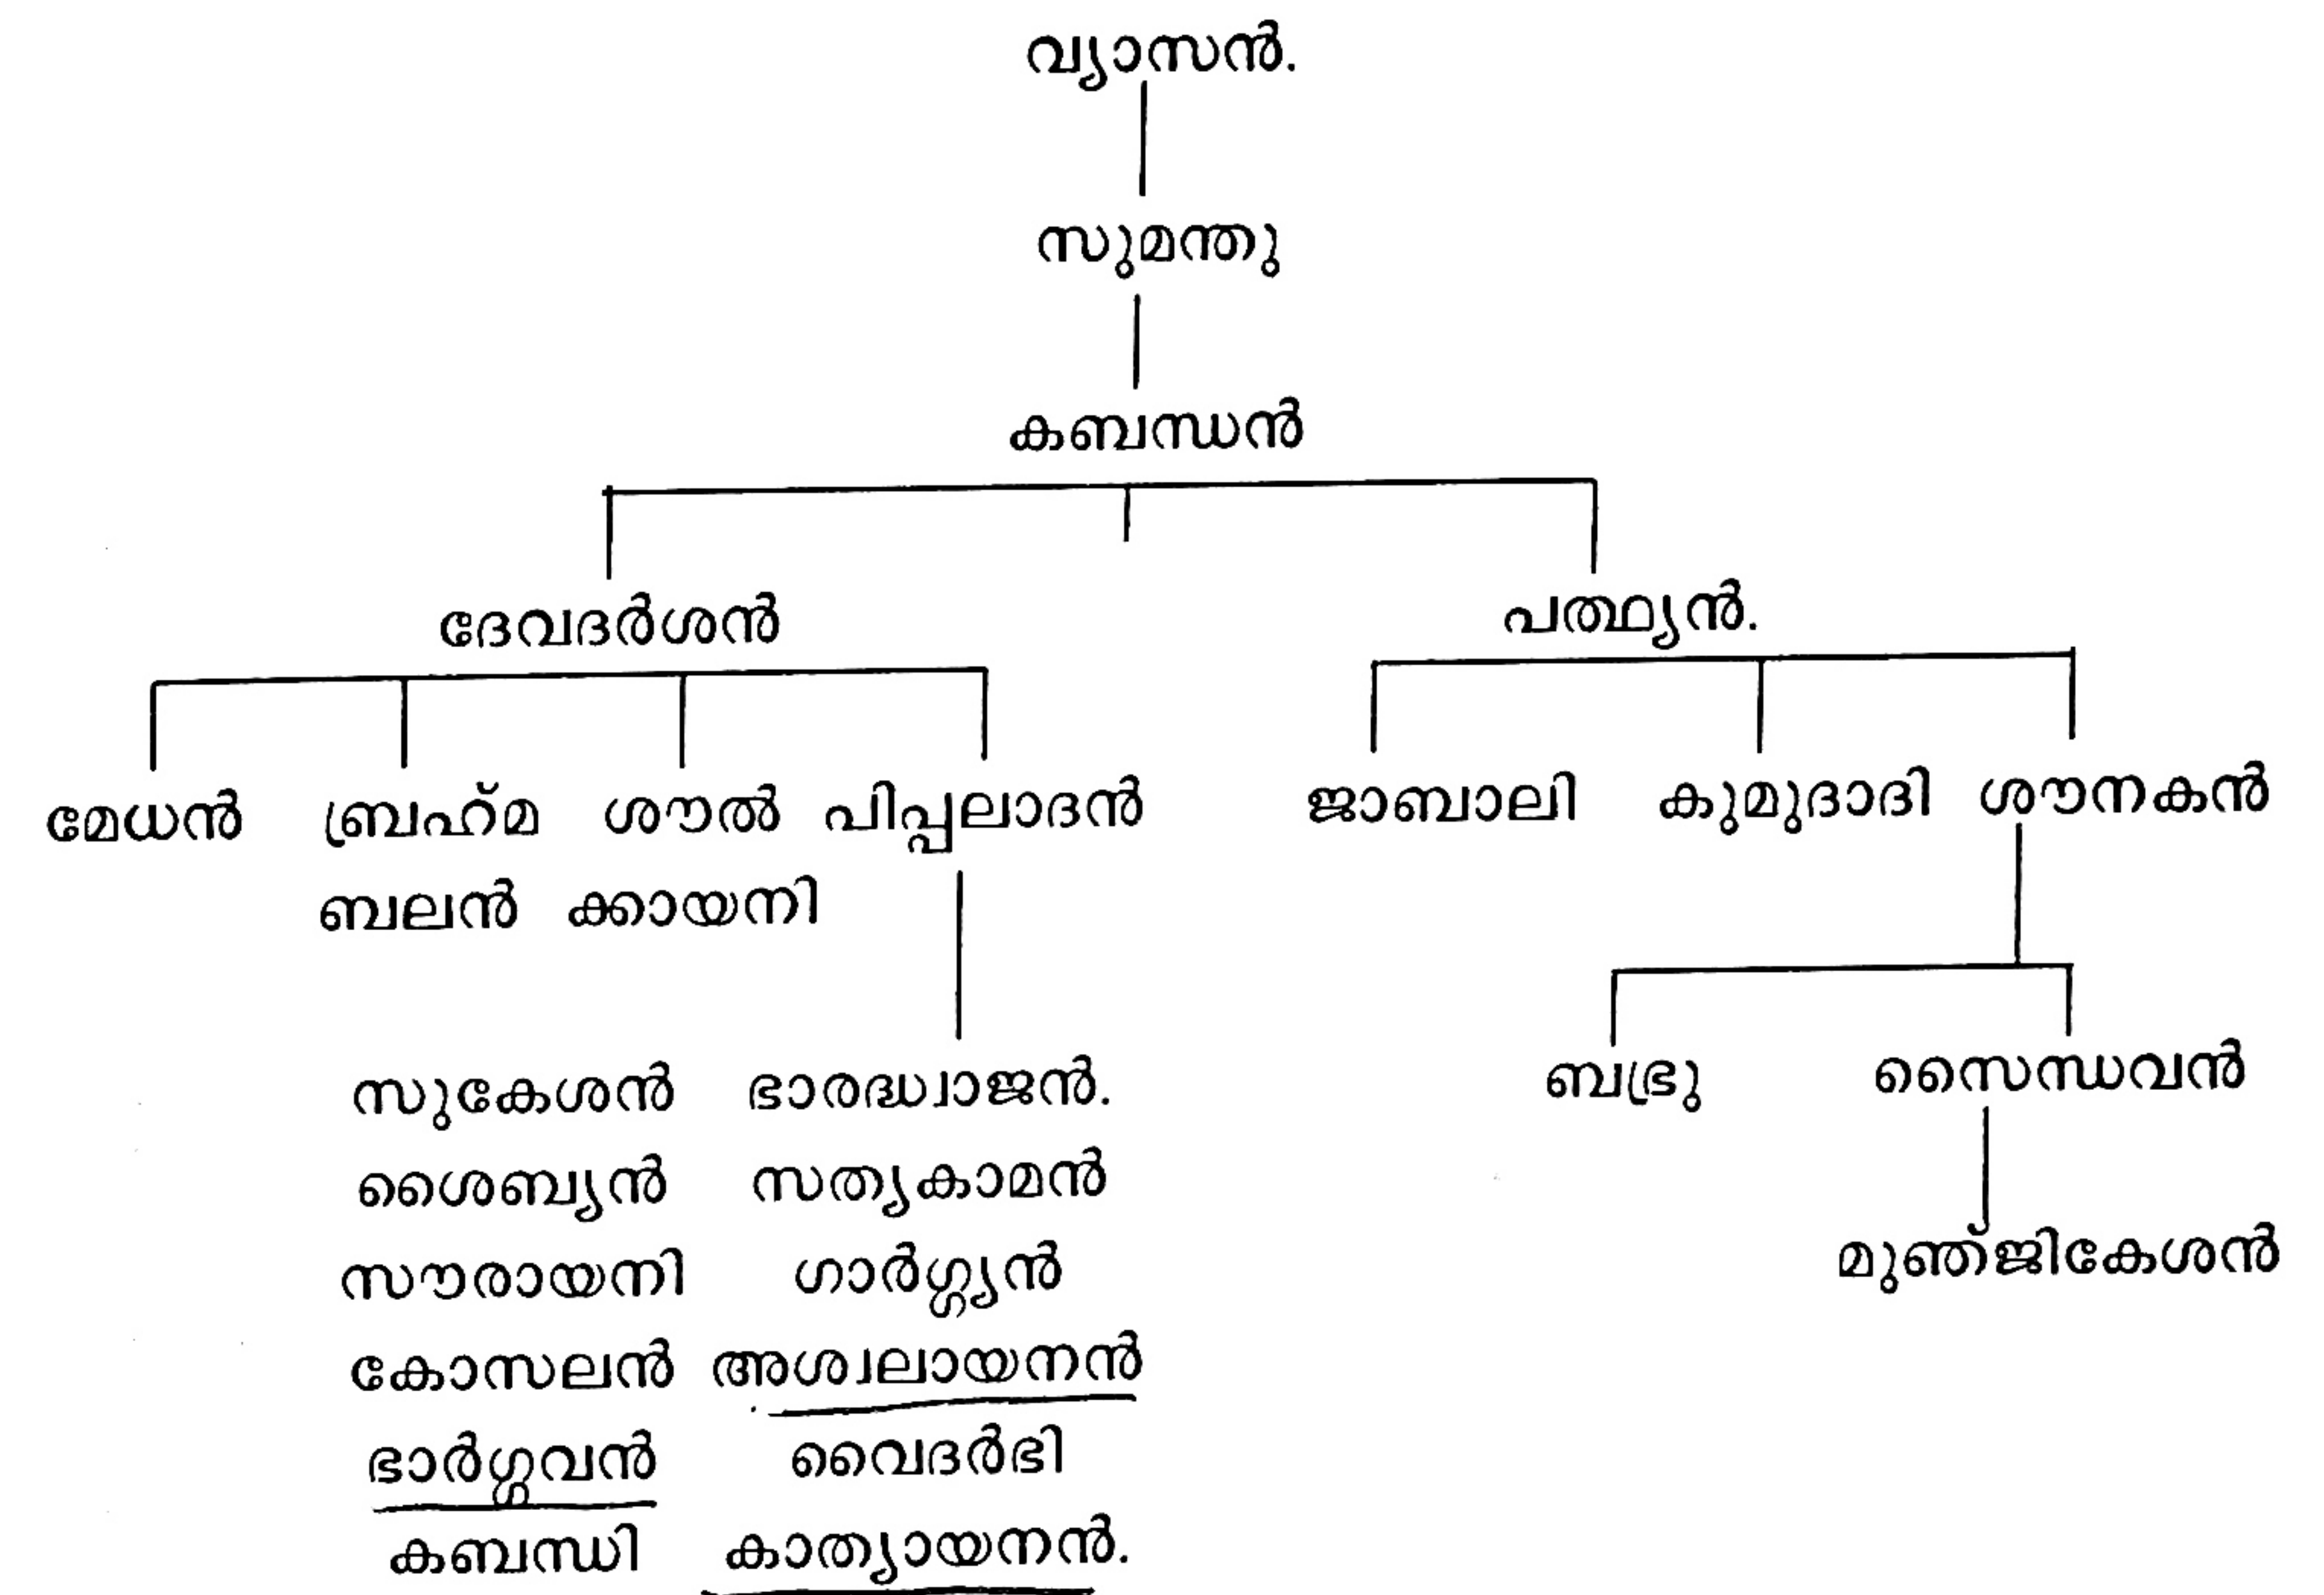 വ്യാസൻ.
സുമന്തു
കബന്ധൻ
ദേവദർശൻ പത്ഥ്യൻ.
മേധൻ ബ്രഹ്മ ശൗൽ പിപ്പലാദൻ ജാബാലി കുമുദാദി ശൗനകൻ
ബലൻ ക്കായനി
സുകേശൻ ഭാരദ്ധ്വാജൻ. ബഭ്രു സൈന്ധവൻ
ശൈബ്യൻ സത്യകാമൻ
സൗരായനി ഗാർഗ്ഗ്യൻ മുഞ്ജികേശൻ
കോസലൻ അശ്വലായനൻ
ഭാർഗ്ഗവൻ വൈദർഭി
കബന്ധി കാത്യായനൻ.